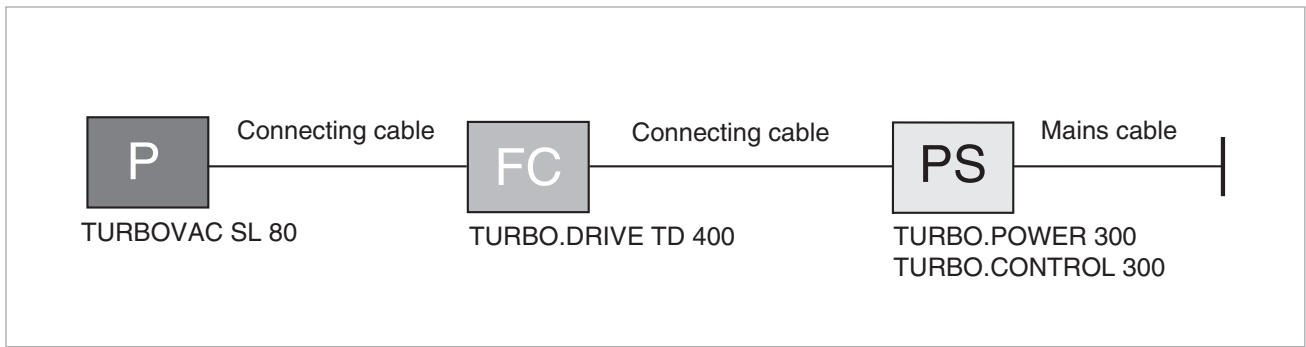 P
Connecting cable
FC
Connecting cable
PS
Mains cable
TURBOVAC SL 80
TURBO.DRIVE TD 400
TURBO.POWER 300
TURBO.CONTROL 300